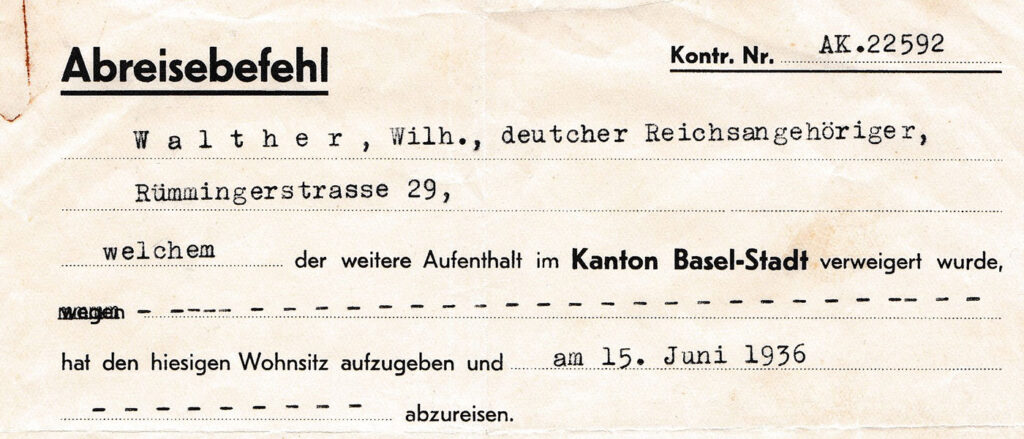 Abreisebefehl
Kontr. Nr. AK.22592
Walther, Wilh., deutcher Reichsangehöriger,
Rümmingerstrasse 29,
welchem der weitere Aufenthalt im Kanton Basel-Stadt verweigert wurde,
wegen - - - - - - - - - - - - - - - - - - - - - - - - - - - - -
hat den hiesigen Wohnsitz aufzugeben und am 15. Juni 1936
- - - - - - - - - abzureisen.